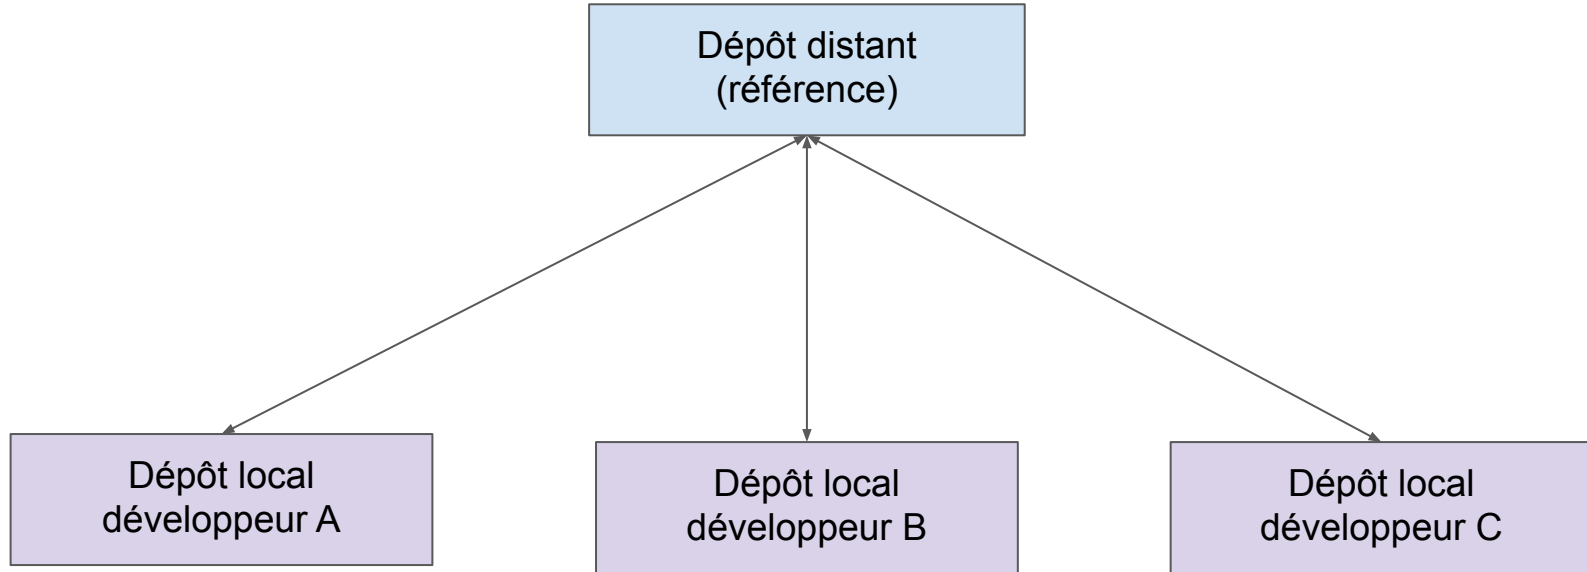 Dépôt distant
(référence)
Dépôt local
développeur A
Dépôt local
développeur B
Dépôt local
développeur C